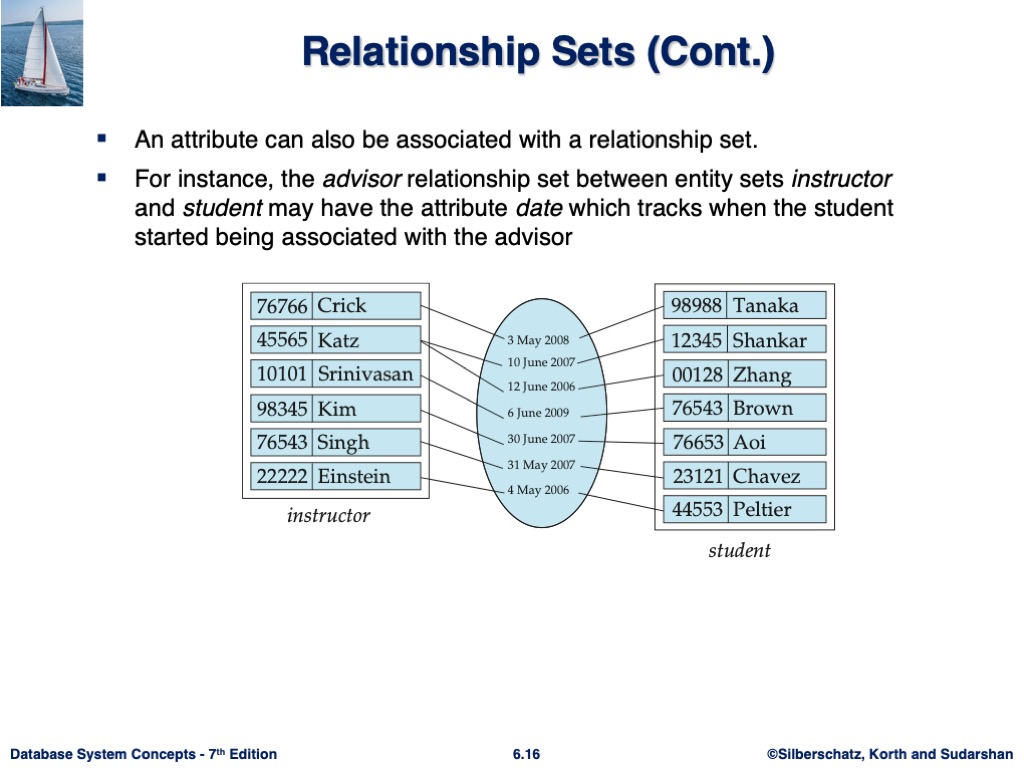 Relationship Sets (Cont.)
▪ An attribute can also be associated with a relationship set.
▪ For instance, the advisor relationship set between entity sets instructor
and student may have the attribute date which tracks when the student
started being associated with the advisor
76766 Crick
45565 Katz
10101 Srinivasan
98345 Kim
76543 Singh
22222 Einstein
instructor
3 May 2008
10 June 2007
12 June 2006
6 June 2009
30 June 2007
31 May 2007
4 May 2006
98988 Tanaka
12345 Shankar
00128 Zhang
76543 Brown
76653 Aoi
23121 Chavez
44553 Peltier
student
Database System Concepts - 7th Edition
6.16
©Silberschatz, Korth and Sudarshan